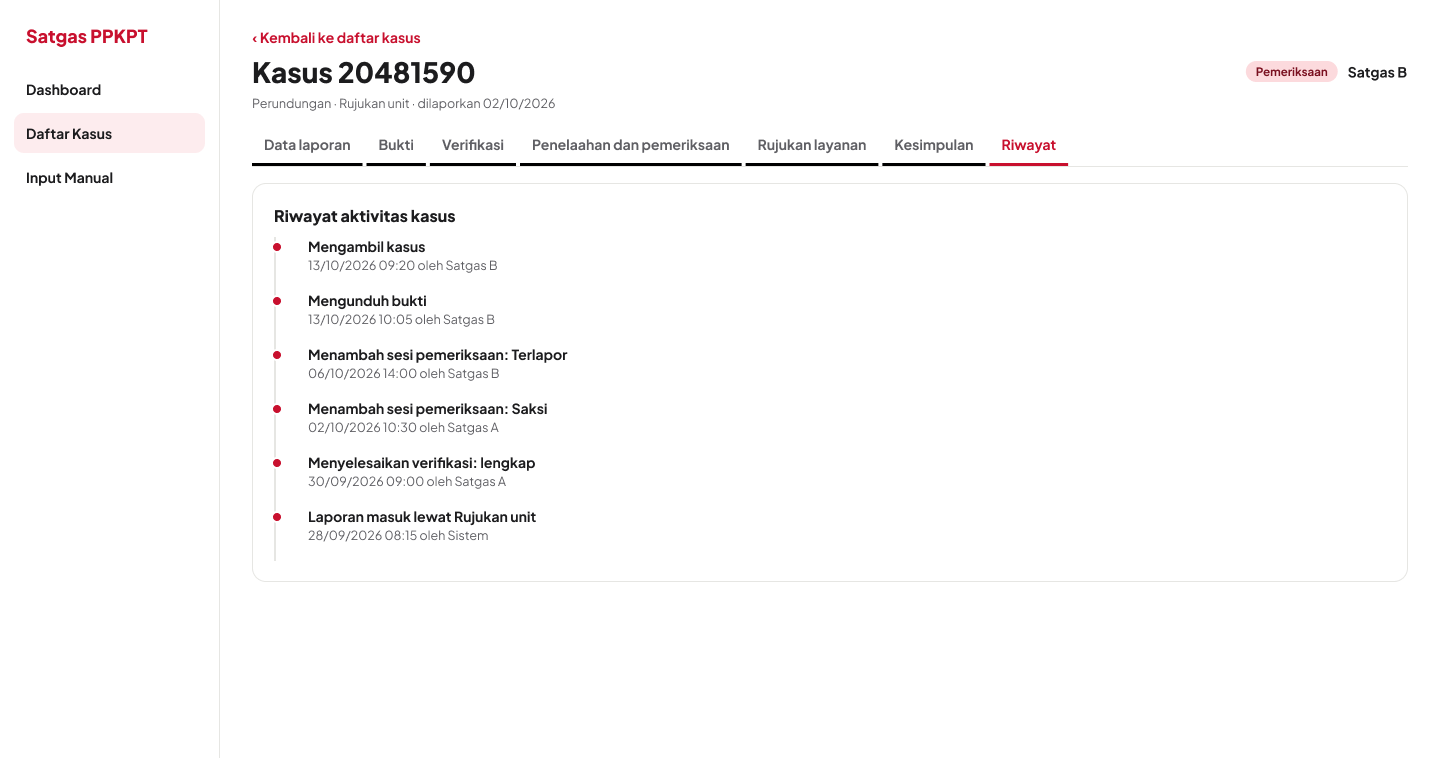 Satgas PPKPT
Dashboard
Daftar Kasus
Input Manual
‹ Kembali ke daftar kasus
Kasus 20481590
Perundungan · Rujukan unit · dilaporkan 02/10/2026
Pemeriksaan
Satgas B
Data laporan
Bukti
Verifikasi
Penelaahan dan pemeriksaan
Rujukan layanan
Kesimpulan
Riwayat
Riwayat aktivitas kasus
Mengambil kasus
13/10/2026 09:20 oleh Satgas B
Mengunduh bukti
13/10/2026 10:05 oleh Satgas B
Menambah sesi pemeriksaan: Terlapor
06/10/2026 14:00 oleh Satgas B
Menambah sesi pemeriksaan: Saksi
02/10/2026 10:30 oleh Satgas A
Menyelesaikan verifikasi: lengkap
30/09/2026 09:00 oleh Satgas A
Laporan masuk lewat Rujukan unit
28/09/2026 08:15 oleh Sistem